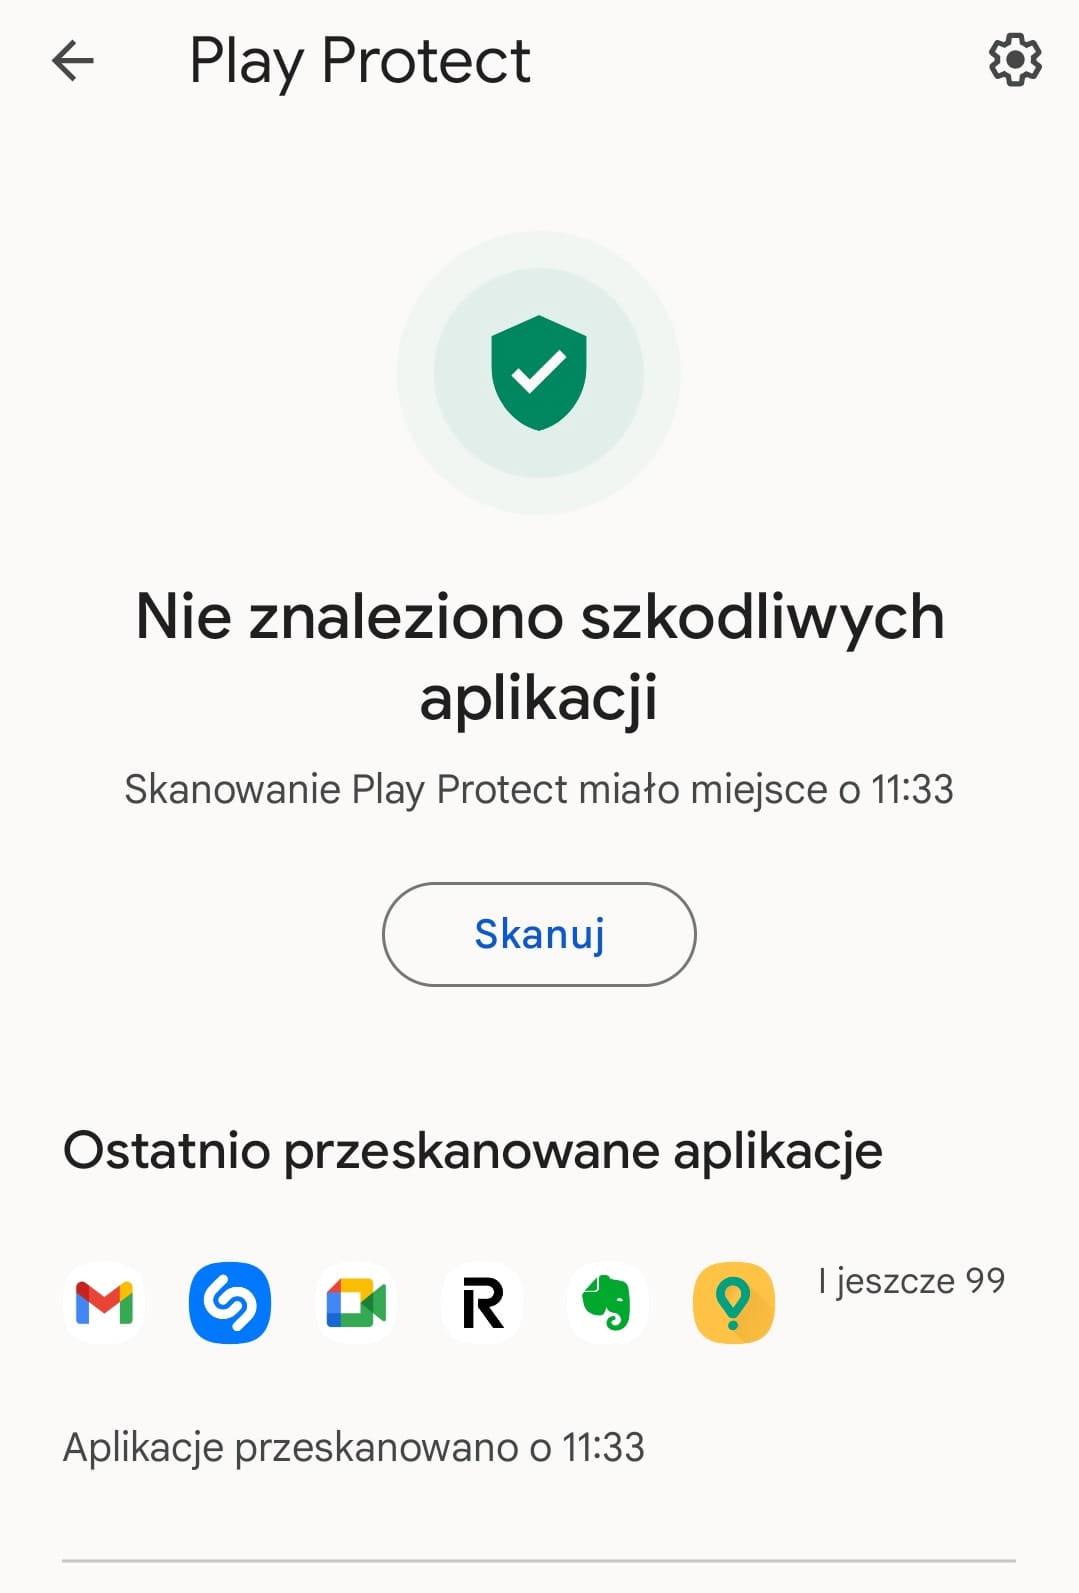 Play Protect
Nie znaleziono szkodliwych
aplikacji
Skanowanie Play Protect miało miejsce o 11:33
Skanuj
Ostatnio przeskanowane aplikacje
I jeszcze 99
Aplikacje przeskanowano o 11:33